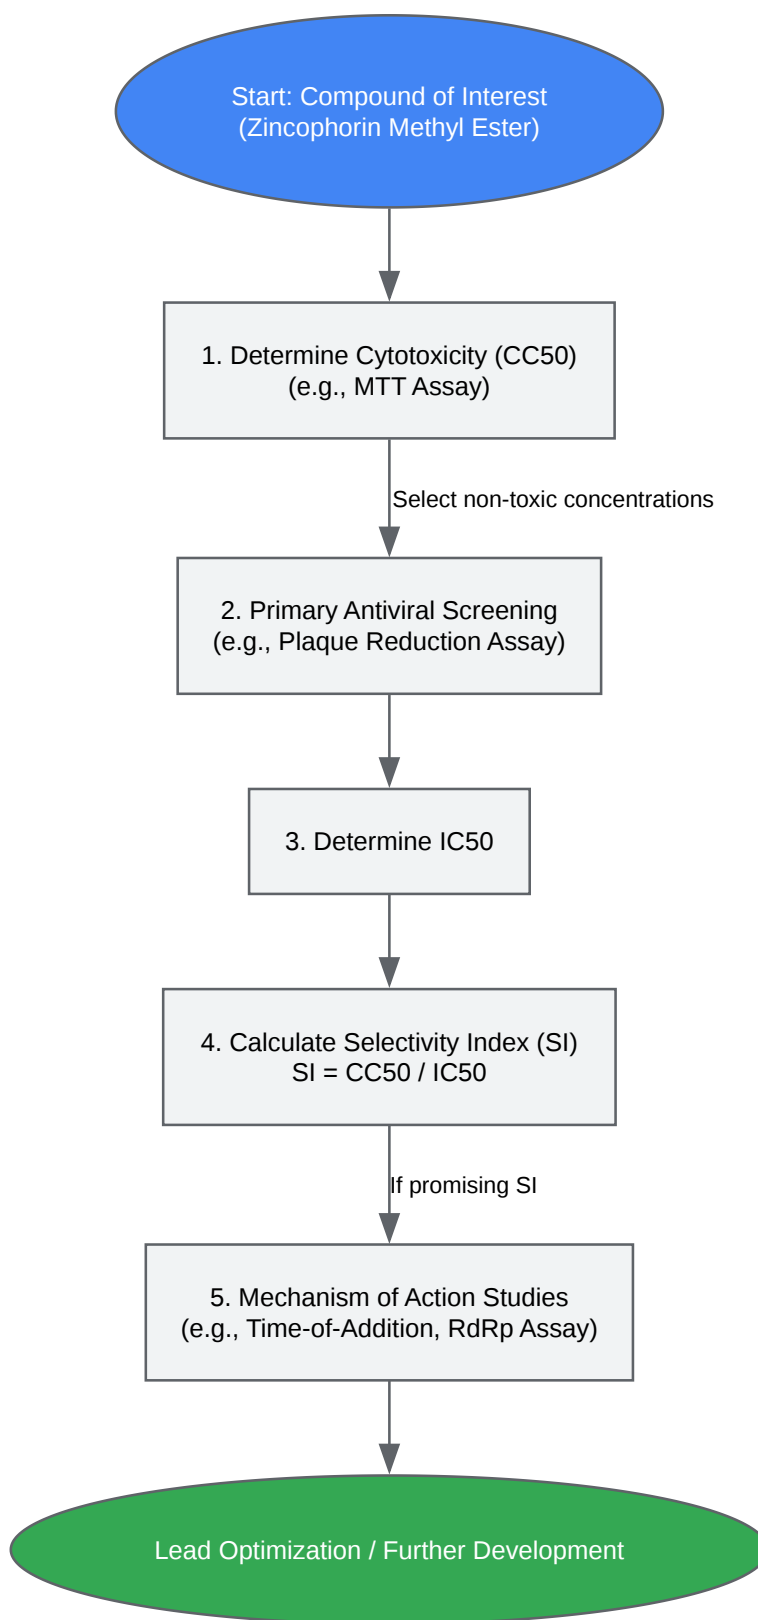 Start: Compound of Interest
(Zincophorin Methyl Ester)
1. Determine Cytotoxicity (CC50)
(e.g., MTT Assay)
Select non-toxic concentrations
2. Primary Antiviral Screening
(e.g., Plaque Reduction Assay)
3. Determine IC50
4. Calculate Selectivity Index (SI)
SI = CC50 / IC50
If promising SI
5. Mechanism of Action Studies
(e.g., Time-of-Addition, RdRp Assay)
Lead Optimization / Further Development